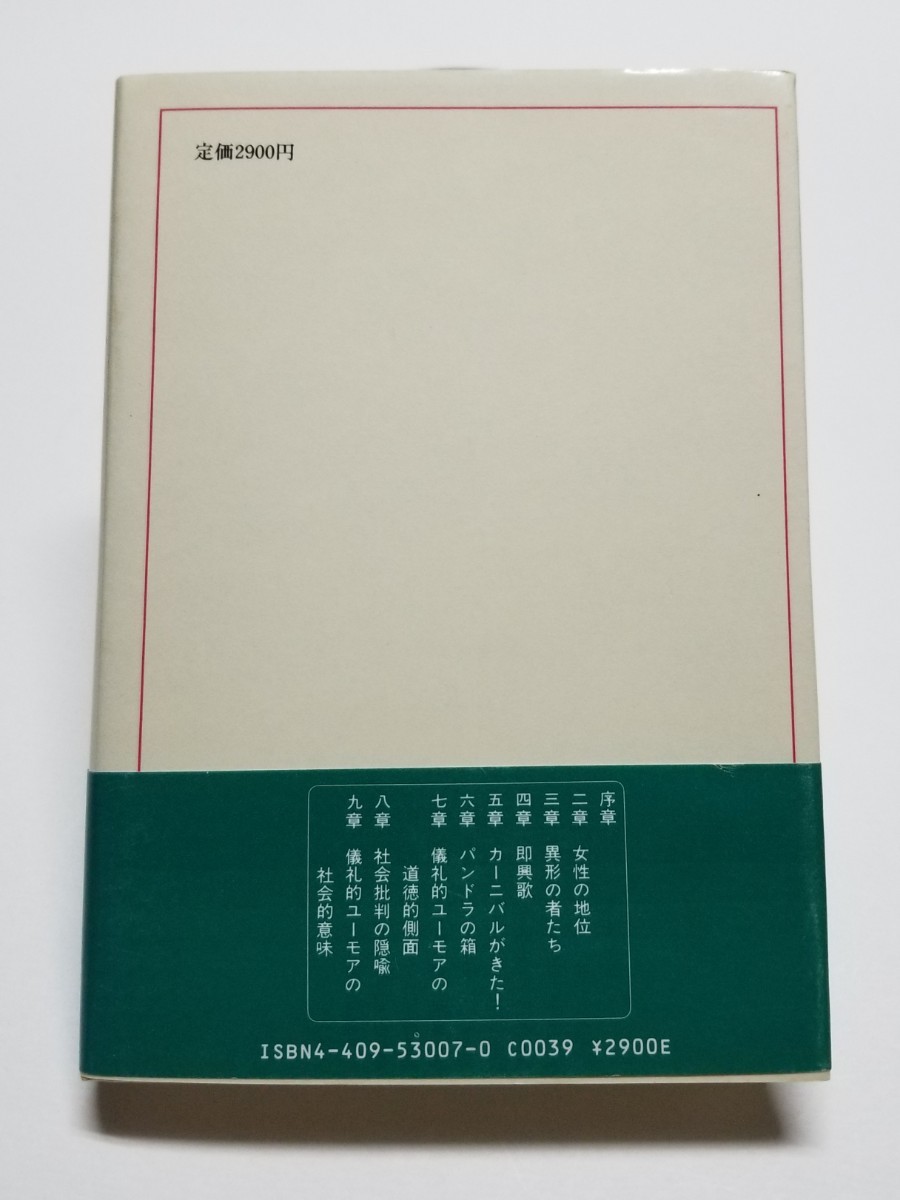 定価2900円
序章
二章 女性の地位
三章 異形の者たち
四章 即興歌
五章 カーニバルがきた!
六章 パンドラの箱
七章 儀礼的ユーモアの
道徳的側面
八章 社会批判の隠喩
九章 儀礼的ユーモアの
社会的意味
ISBN4-409-53007-0 C0039 ¥2900E